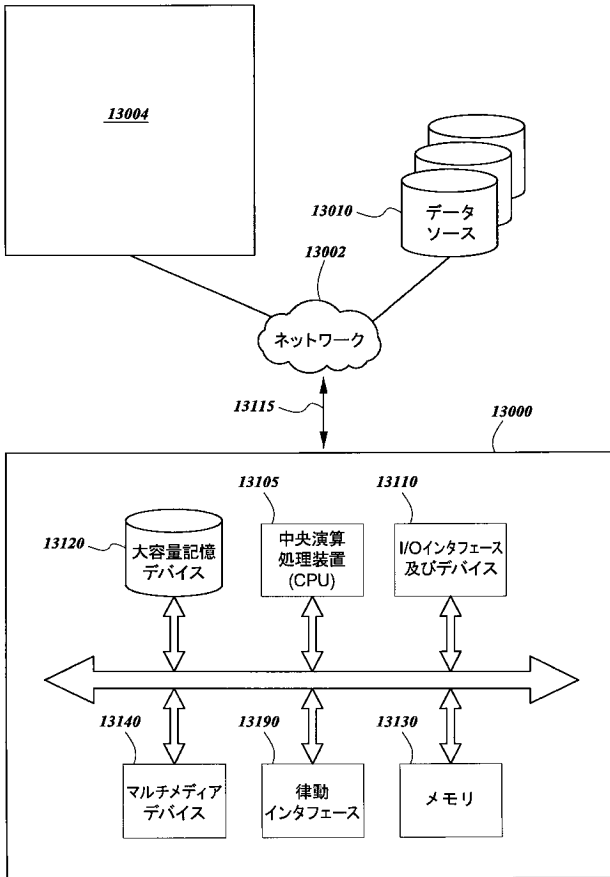 13004
13010
データ
ソース
13002
ネットワーク
13115
13000
13105
13110
13120
大容量記憶
デバイス
中央演算
処理装置
(CPU)
I/Oインタフェース
及びデバイス
13140
13190
13130
マルチメディア
デバイス
律動
インタフェース
メモリ